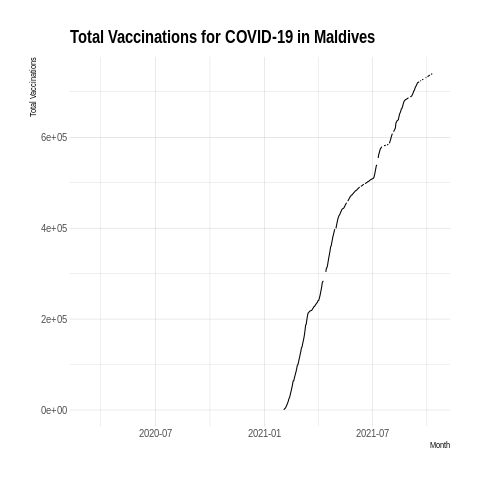 Total Vaccinations for COVID-19 in Maldives
Total Vaccinations
6e+05
4e+05
2e+05
0e+00
2020-07 2021-01 2021-07
Month